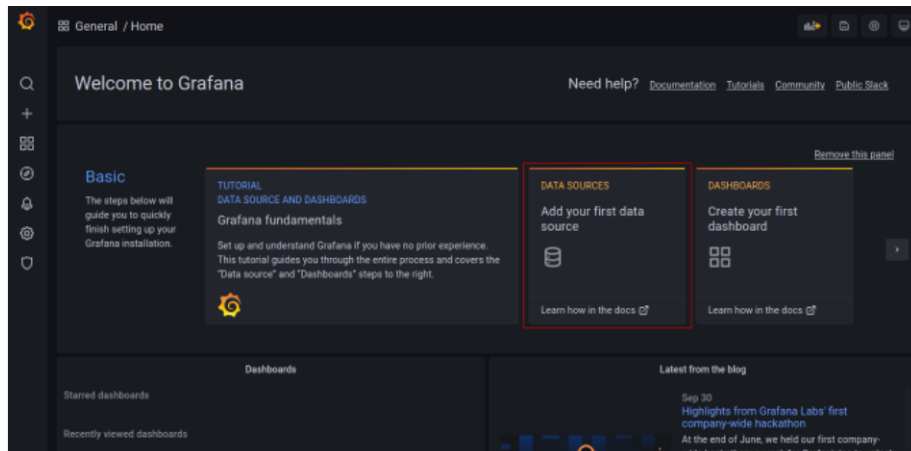 General / Home
Welcome to Grafana
Need help? Documentation Tutorials Community Public Slack
Remove this panel
Basic
The steps below will
guide you to quickly
finish setting up your
Grafana installation.
TUTORIAL
DATA SOURCE AND DASHBOARDS
Grafana fundamentals
Set up and understand Grafana if you have no prior experience.
This tutorial guides you through the entire process and covers the
"Data source" and "Dashboards" steps to the right.
DATA SOURCES
Add your first data
source
Learn how in the docs
DASHBOARDS
Create your first
dashboard
Learn how in the docs
Dashboards
Starred dashboards
Recently viewed dashboards
Latest from the blog
Sep 30
Highlights from Grafana Labs' first
company-wide hackathon
At the end of June, we held our first company-